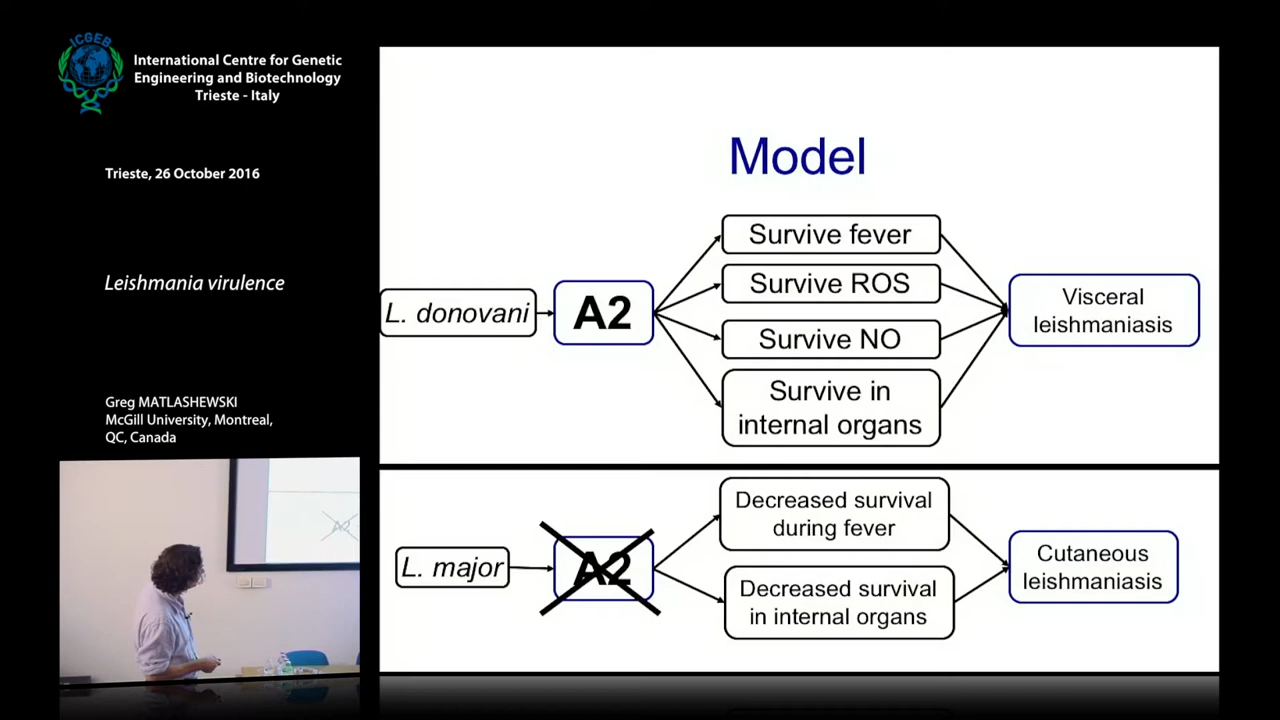 ICGEB
International Centre for Genetic
Engineering and Biotechnology
Trieste - Italy
Trieste, 26 October 2016
Leishmania virulence
Greg MATLASHEWSKI
McGill University, Montreal,
QC, Canada
A2
Model
L. donovani
A2
Survive fever
Survive ROS
Survive NO
Survive in
internal organs
Visceral
leishmaniasis
L. major
A2
Decreased survival
during fever
Decreased survival
in internal organs
Cutaneous
leishmaniasis